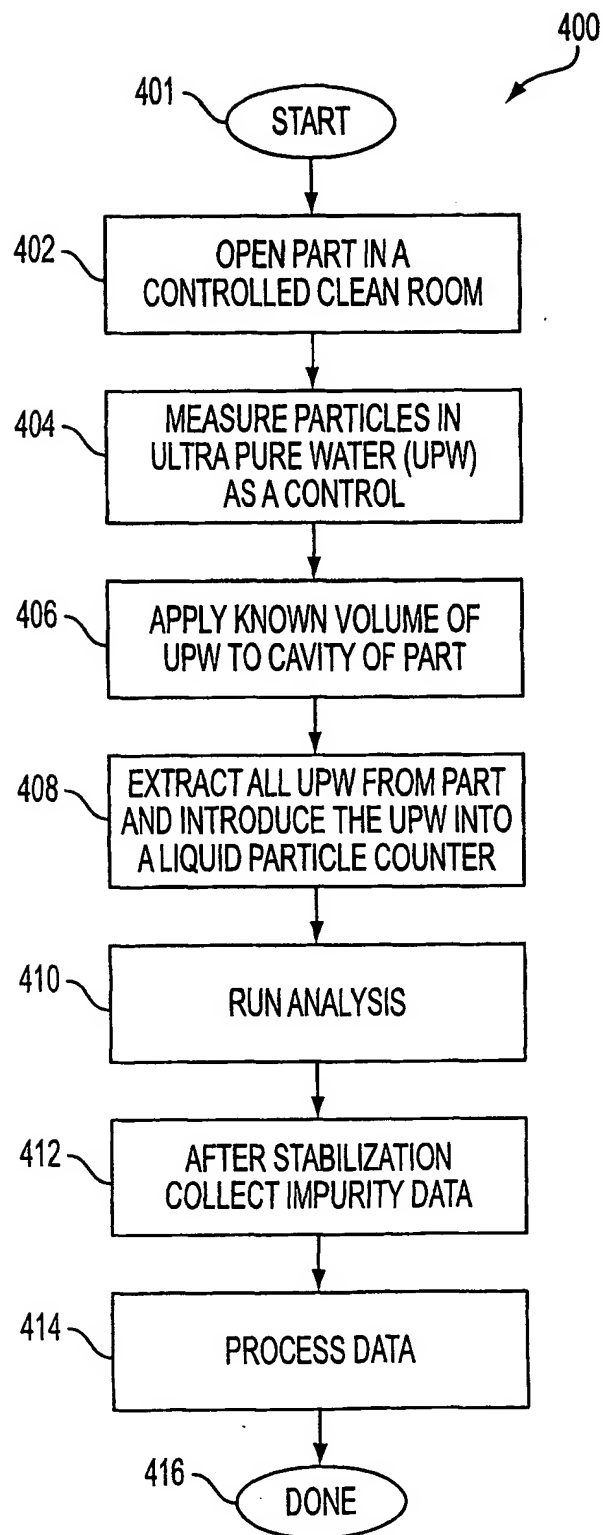 400
401
START
402
OPEN PART IN A
CONTROLLED CLEAN ROOM
404
MEASURE PARTICLES IN
ULTRA PURE WATER (UPW)
AS A CONTROL
406
APPLY KNOWN VOLUME OF
UPW TO CAVITY OF PART
408
EXTRACT ALL UPW FROM PART
AND INTRODUCE THE UPW INTO
A LIQUID PARTICLE COUNTER
410
RUN ANALYSIS
412
AFTER STABILIZATION
COLLECT IMPURITY DATA
414
PROCESS DATA
416
DONE